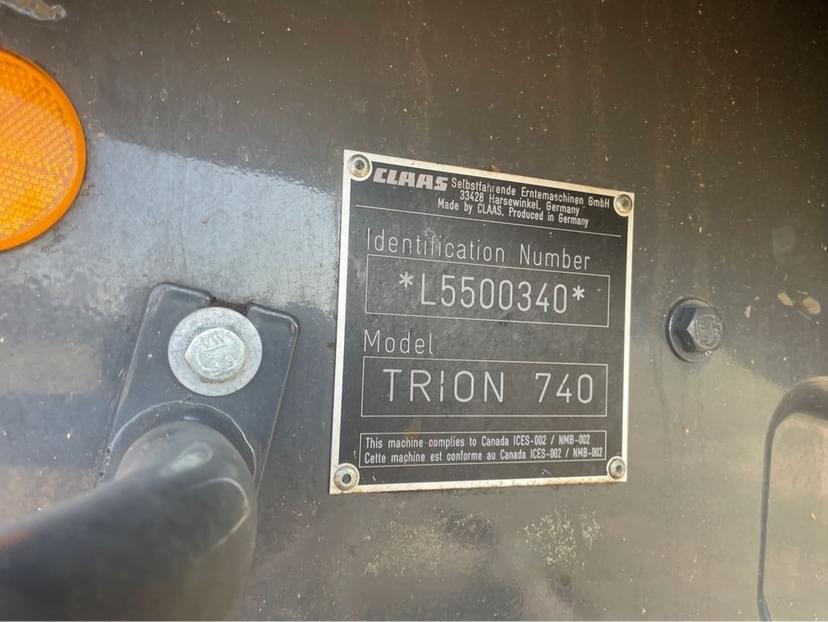 CLAAS Selbstfahrende Erntemaschinen GmbH
33428 Harsewinkel, Germany
Made by CLAAS, Produced in Germany
Identification Number
*L5500340*
Model
TRION 740
This machine complies to Canada ICES-002 / NMB-002
Cette machine est conforme au Canada ICES-002 / NMB-002